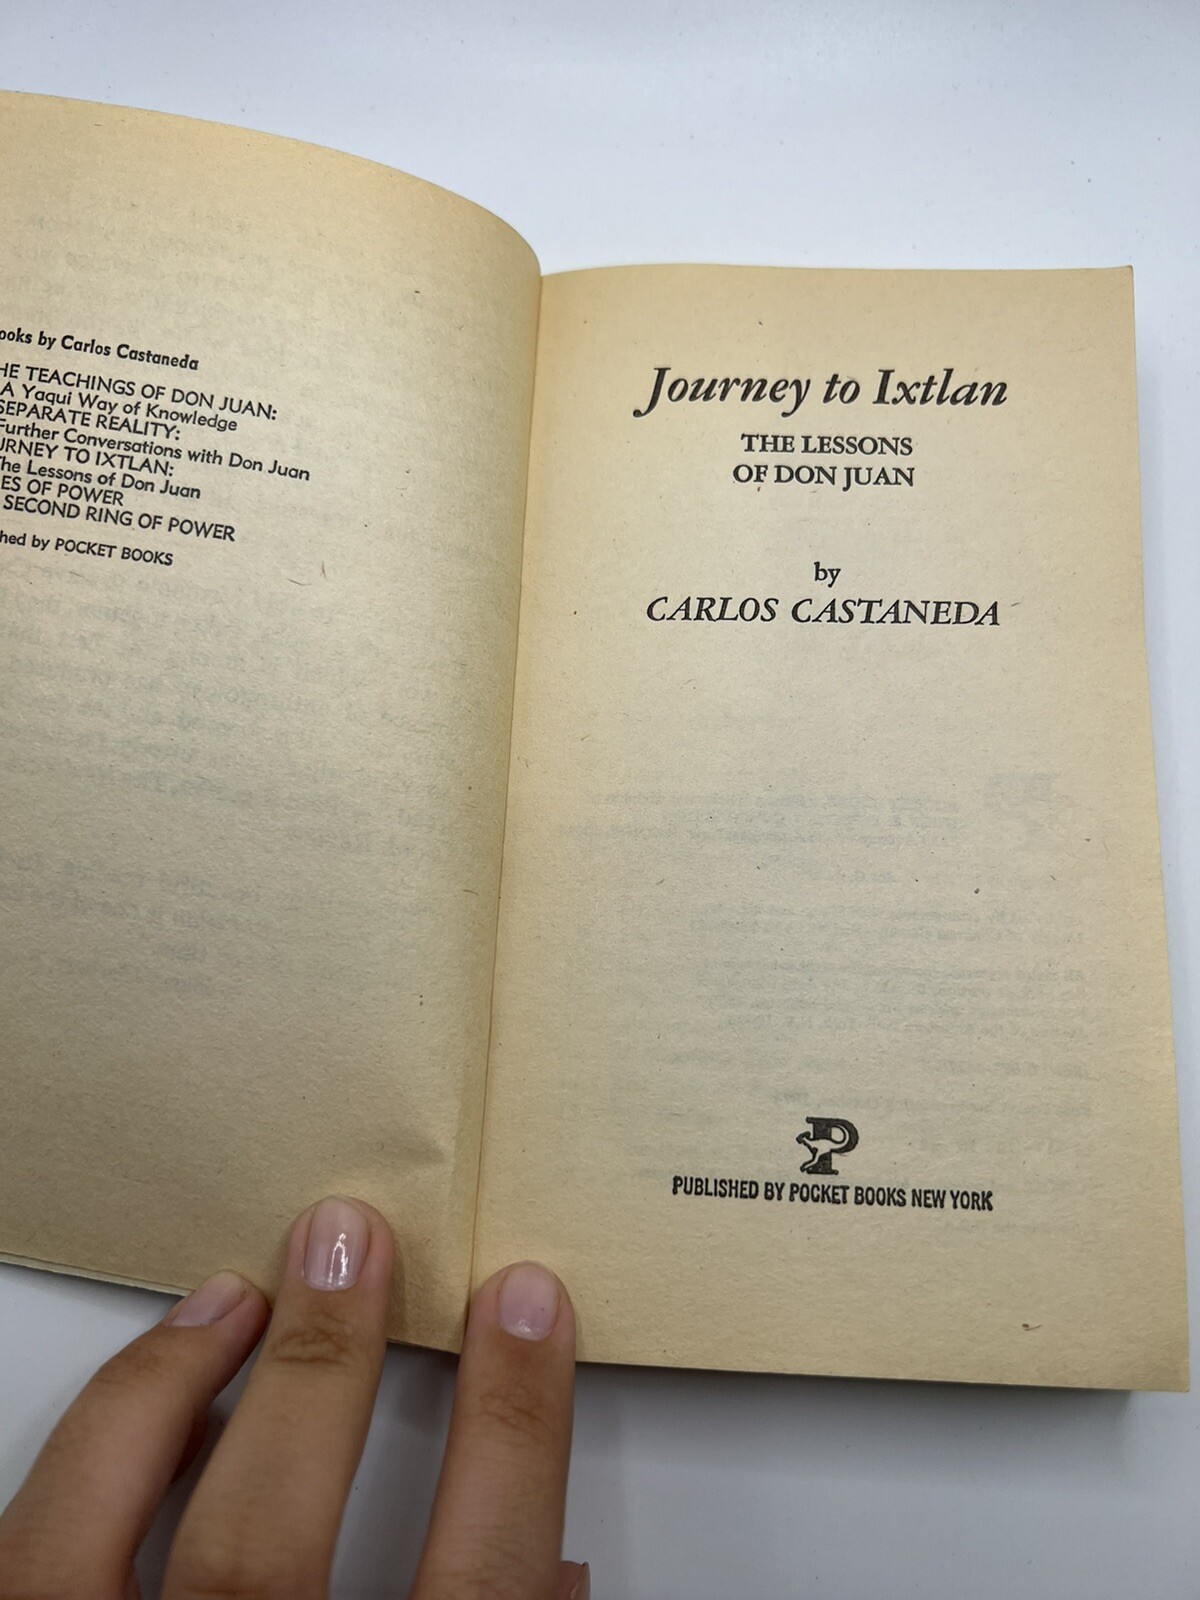 ooks by Carlos Castaneda
HE TEACHINGS OF DON JUAN:
A Yaqui Way of Knowledge
SEPARATE REALITY:
Further Conversations with Don Juan
URNEY TO IXTLAN:
The Lessons of Don Juan
ES OF POWER
SECOND RING OF POWER
hed by POCKET BOOKS
Journey to Ixtlan
THE LESSONS
OF DON JUAN
by
CARLOS CASTANEDA
P
PUBLISHED BY POCKET BOOKS NEW YORK